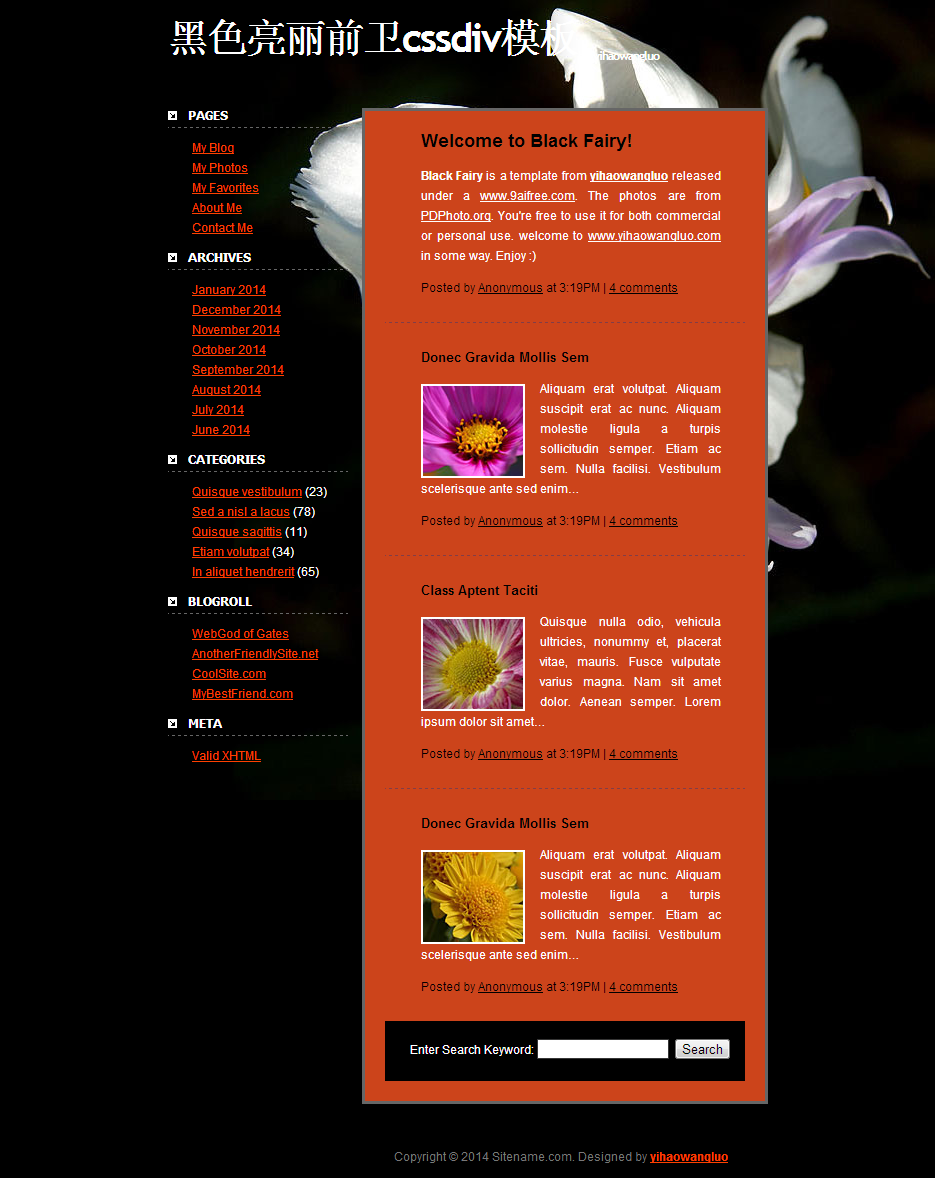 黑色亮丽前卫cssdiv模板
yihaowangluo
PAGES
My Blog
My Photos
My Favorites
About Me
Contact Me
ARCHIVES
January 2014
December 2014
November 2014
October 2014
September 2014
August 2014
July 2014
June 2014
CATEGORIES
Quisque vestibulum (23)
Sed a nisl a lacus (78)
Quisque sagittis (11)
Etiam volutpat (34)
In aliquet hendrerit (65)
BLOGROLL
WebGod of Gates
AnotherFriendlySite.net
CoolSite.com
MyBestFriend.com
META
Valid XHTML
Welcome to Black Fairy!
Black Fairy is a template from yihaowangluo released
under a www.9aifree.com. The photos are from
PDPhoto.org. You're free to use it for both commercial
or personal use. welcome to www.yihaowangluo.com
in some way. Enjoy :)
Posted by Anonymous at 3:19PM | 4 comments
Donec Gravida Mollis Sem
Aliquam erat volutpat. Aliquam
suscipit erat ac nunc. Aliquam
molestie ligula a turpis
sollicitudin semper. Etiam ac
sem. Nulla facilisi. Vestibulum
scelerisque ante sed enim...
Posted by Anonymous at 3:19PM | 4 comments
Class Aptent Taciti
Quisque nulla odio, vehicula
ultricies, nonummy et, placerat
vitae, mauris. Fusce vulputate
varius magna. Nam sit amet
dolor. Aenean semper. Lorem
ipsum dolor sit amet...
Posted by Anonymous at 3:19PM | 4 comments
Donec Gravida Mollis Sem
Aliquam erat volutpat. Aliquam
suscipit erat ac nunc. Aliquam
molestie ligula a turpis
sollicitudin semper. Etiam ac
sem. Nulla facilisi. Vestibulum
scelerisque ante sed enim...
Posted by Anonymous at 3:19PM | 4 comments
Enter Search Keyword: Search
Copyright © 2014 Sitename.com. Designed by yihaowangluo